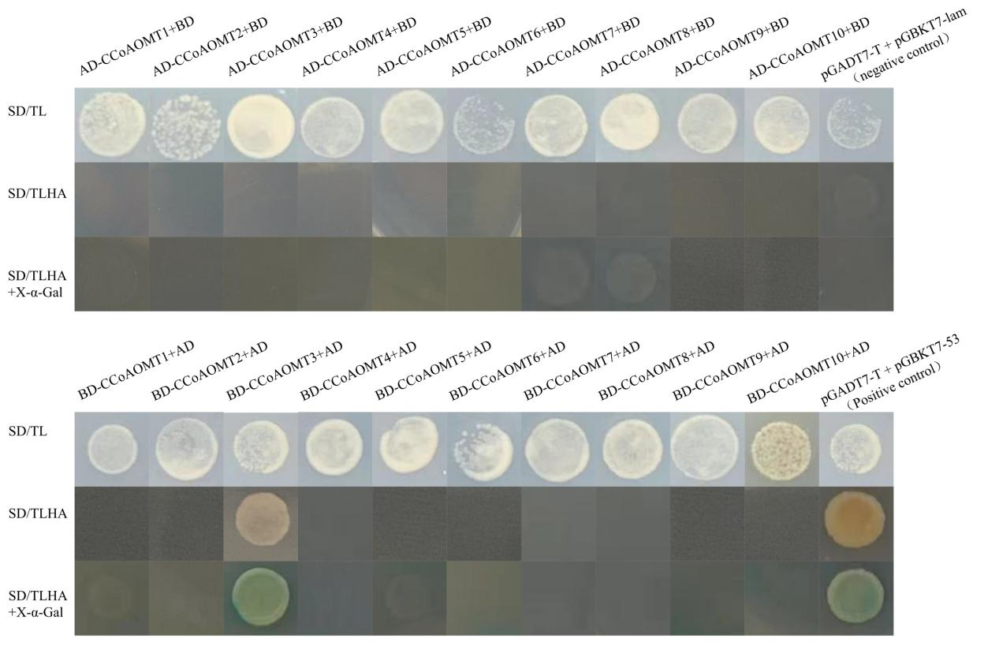 AD-CCoAOMT1+BD
AD-CCoAOMT2+BD
AD-CCoAOMT3+BD
AD-CCoAOMT4+BD
AD-CCoAOMT5+BD
AD-CCoAOMT6+BD
AD-CCoAOMT7+BD
AD-CCoAOMT8+BD
AD-CCoAOMT9+BD
AD-CCoAOMT10+BD
pGADT7-T + pGBKT7-lam
（negative control）
SD/TL
SD/TLHA
SD/TLHA
+X-α-Gal
BD-CCoAOMT1+AD
BD-CCoAOMT2+AD
BD-CCoAOMT3+AD
BD-CCoAOMT4+AD
BD-CCoAOMT5+AD
BD-CCoAOMT6+AD
BD-CCoAOMT7+AD
BD-CCoAOMT8+AD
BD-CCoAOMT9+AD
BD-CCoAOMT10+AD
pGADT7-T + pGBKT7-53
（Positive control）
SD/TL
SD/TLHA
SD/TLHA
+X-α-Gal